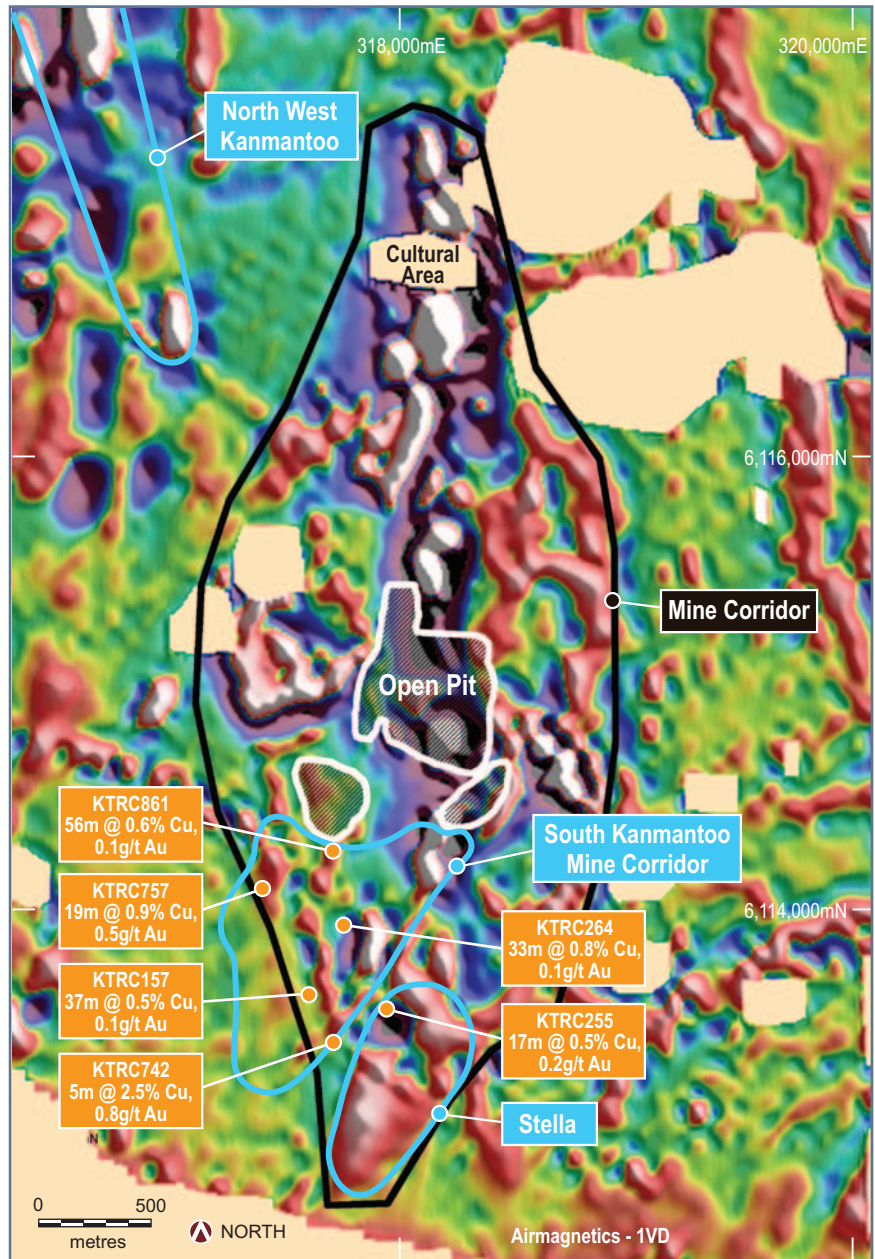 318,000mE
320,000mE
North West
Kanmantoo
Cultural
Area
6,116,000mN
Mine Corridor
Open Pit
KTRC861
56m @ 0.6% Cu,
0.1g/t Au
South Kanmantoo
Mine Corridor
KTRC757
19m @ 0.9% Cu,
0.5g/t Au
6,114,000mN
KTRC264
33m @ 0.8% Cu,
0.1g/t Au
KTRC157
37m @ 0.5% Cu,
0.1g/t Au
KTRC255
17m @ 0.5% Cu,
0.2g/t Au
KTRC742
5m @ 2.5% Cu,
0.8g/t Au
Stella
0 500
metres
NORTH
Airmagnetics - 1VD